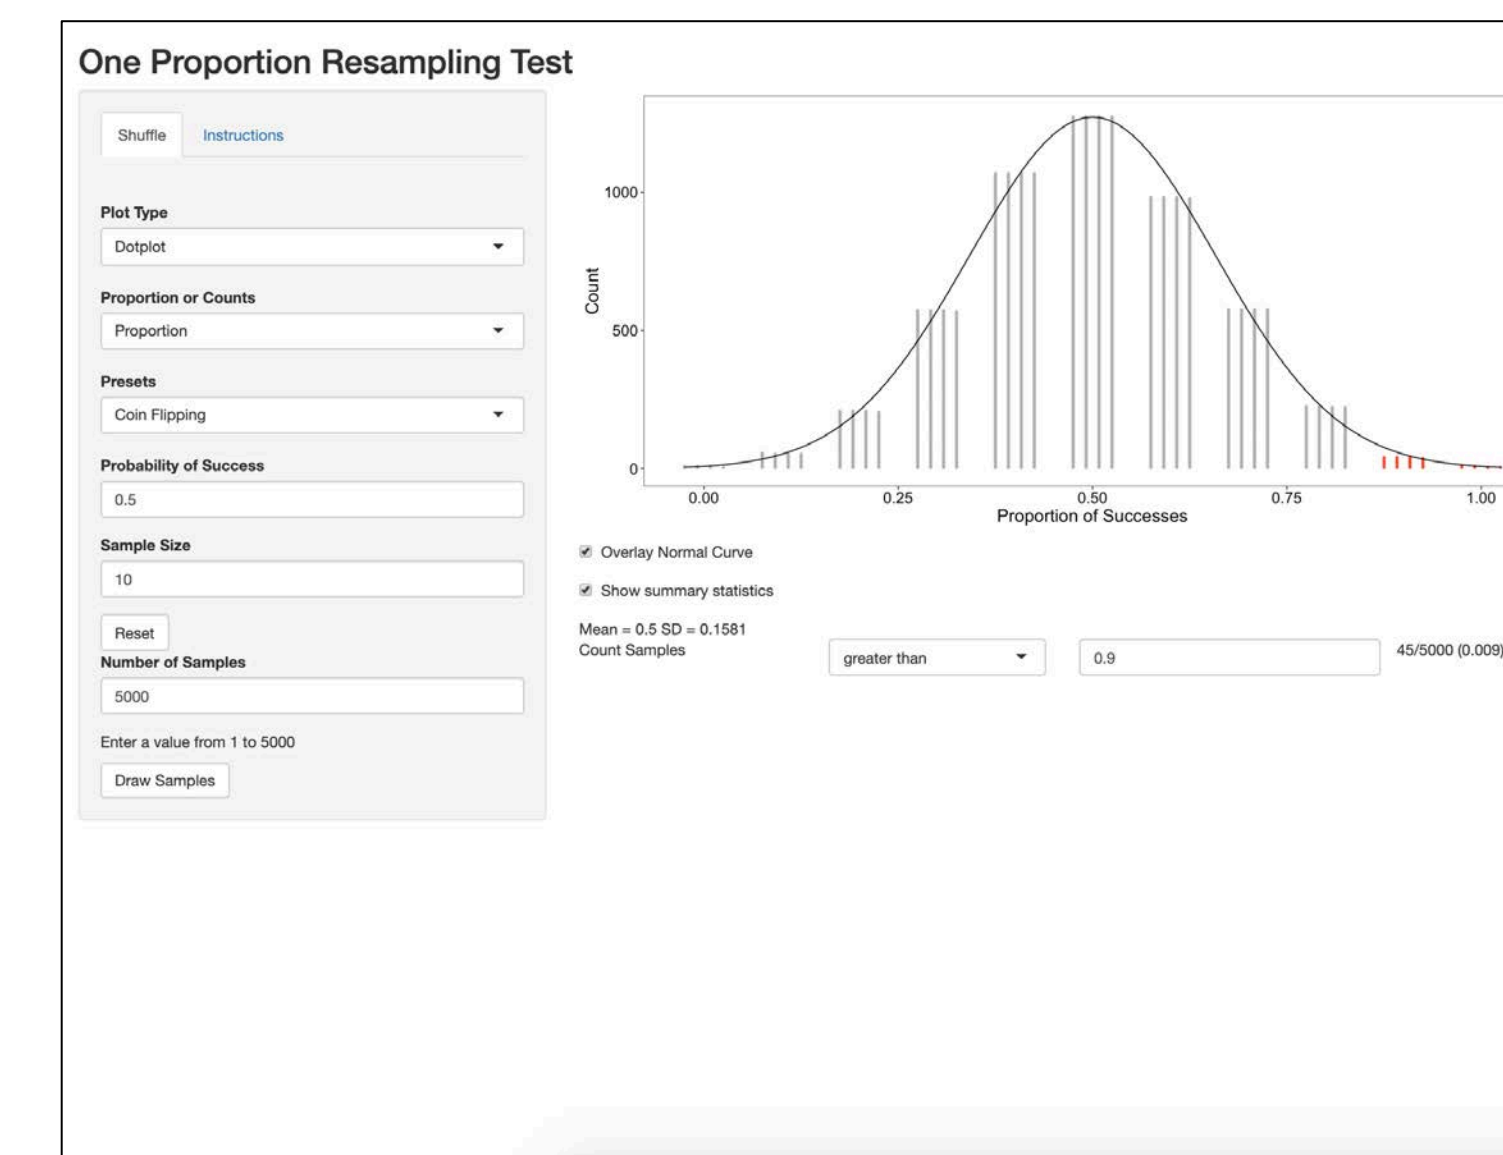 One Proportion Resampling Test
Shuffle Instructions
Plot Type
Dotplot
Proportion or Counts
Proportion
Presets
Coin Flipping
Probability of Success
0.5
Sample Size
10
Reset
Number of Samples
5000
Enter a value from 1 to 5000
Draw Samples
Count
1000
500
0
0.00 0.25 0.50 0.75 1.00
Proportion of Successes
Overlay Normal Curve
Show summary statistics
Mean = 0.5 SD = 0.1581
Count Samples greater than 0.9 45/5000 (0.009)